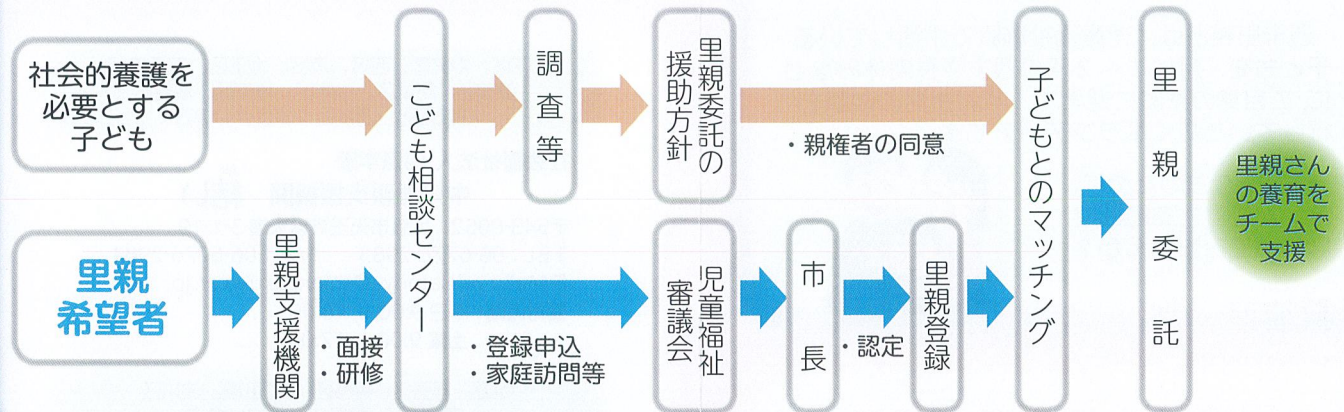 社会的養護を
必要とする
子ども
こども相談センター
調査等
里親委託の
援助方針
・親権者の同意
子どもとのマッチング
里親委託
里親さん
の養育を
チームで
支援
里親
希望者
里親支援機関
・面接
・研修
・登録申込
・家庭訪問等
児童福祉
審議会
市長
・認定
里親登録